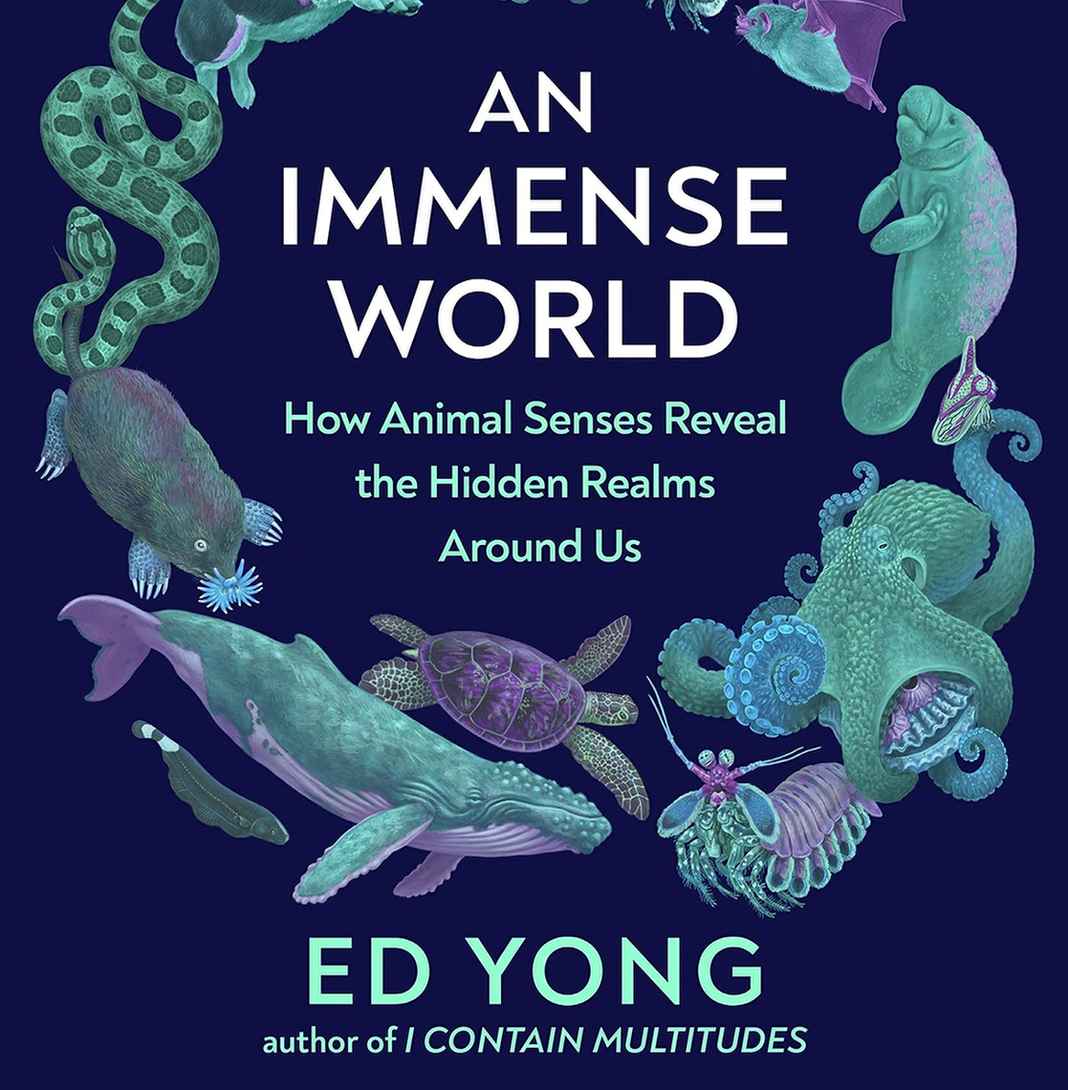 AN
IMMENSE
WORLD
How Animal Senses Reveal
the Hidden Realms
Around Us
ED YONG
author of I CONTAIN MULTITUDES